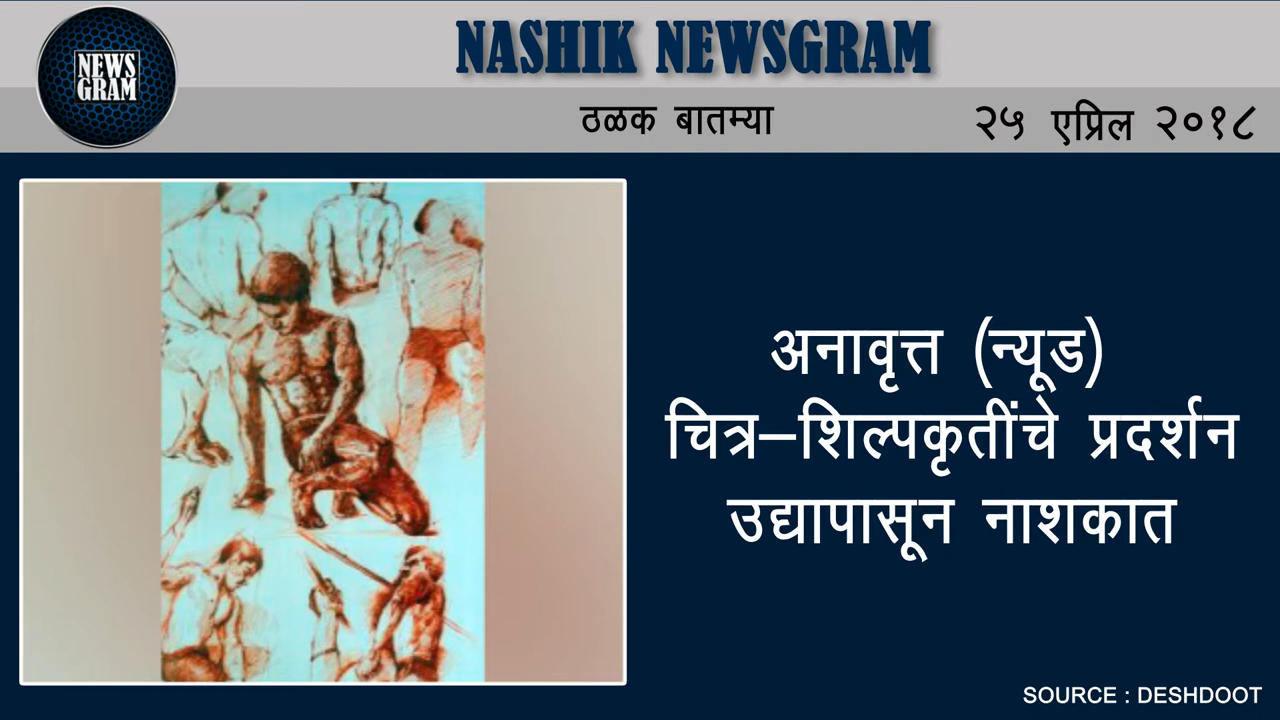 NEWS
GRAM
NASHIK NEWSGRAM
ठळक बातम्या
२५ एप्रिल २०१८
अनावृत्त (न्यूड)
चित्र–शिल्पकृतींचे प्रदर्शन
उद्यापासून नाशकात
SOURCE : DESHDOOT